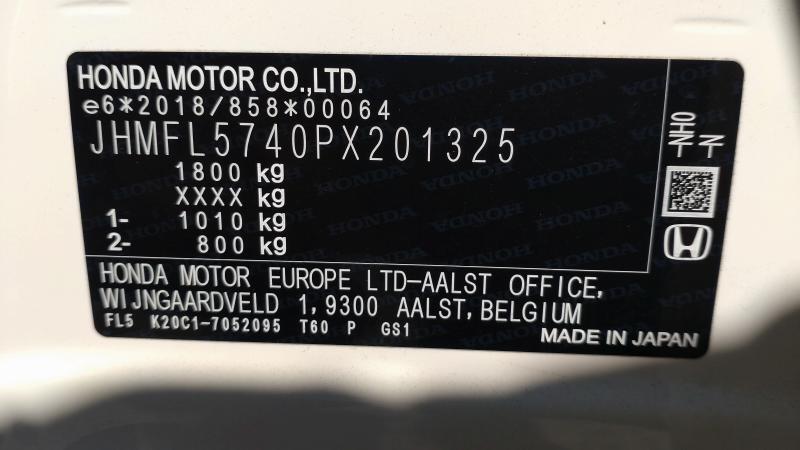 HONDA MOTOR CO.,LTD.
e6*2018/858*00064
JHMFL5740PX201325
1800 kg
XXXX kg
1- 1010 kg
2- 800 kg
HONDA MOTOR EUROPE LTD-AALST OFFICE,
WIJNGAARDVELD 1,9300 AALST,BELGIUM
FL5 K20C1-7052095 T60 P GS1
MADE IN JAPAN
-NH0
-N